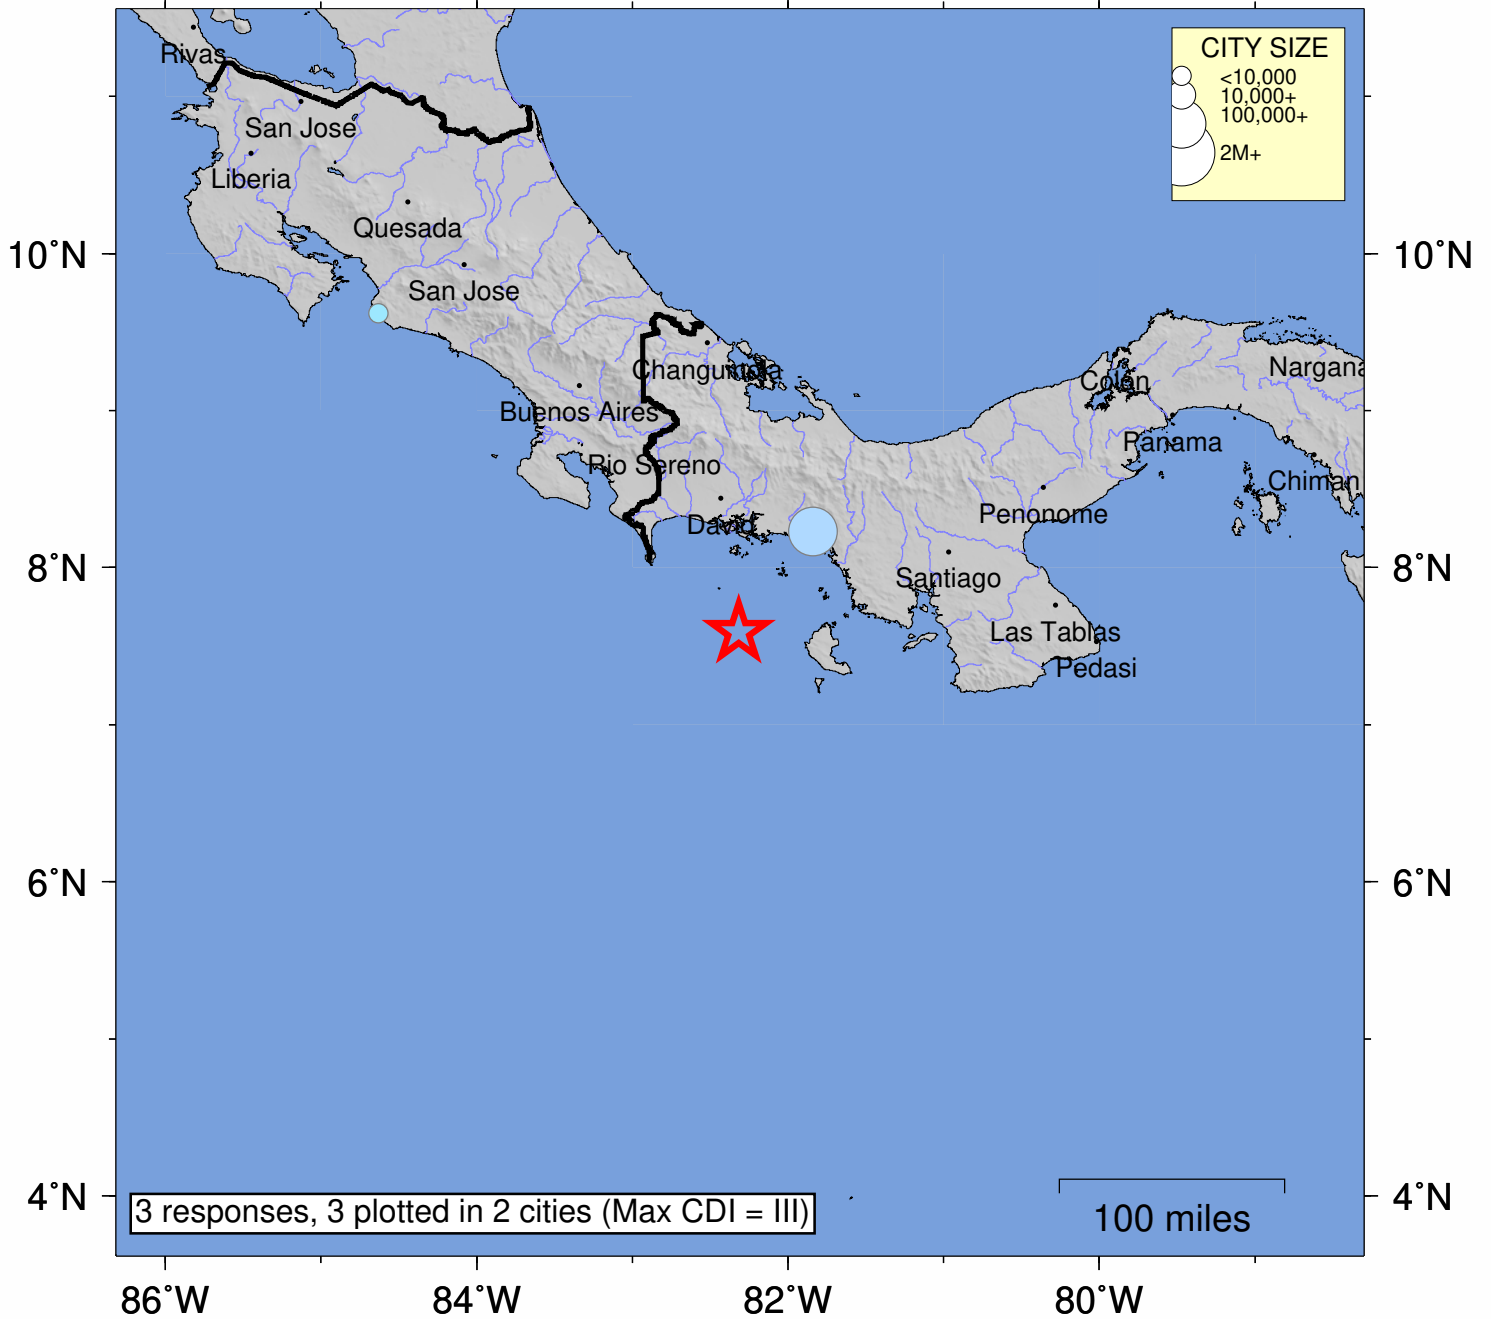 CITY SIZE
<10,000
10,000+
100,000+
2M+
Rivas
San Jose
Liberia
Quesada
San Jose
10°N
10°N
Changuinola
Colon
Nargana
Buenos Aires
Panama
Rio Sereno
Chiman
Penonome
David
8°N
8°N
Santiago
Las Tablas
Pedasi
6°N
6°N
4°N
4°N
3 responses, 3 plotted in 2 cities (Max CDI = III)
100 miles
86°W
84°W
82°W
80°W